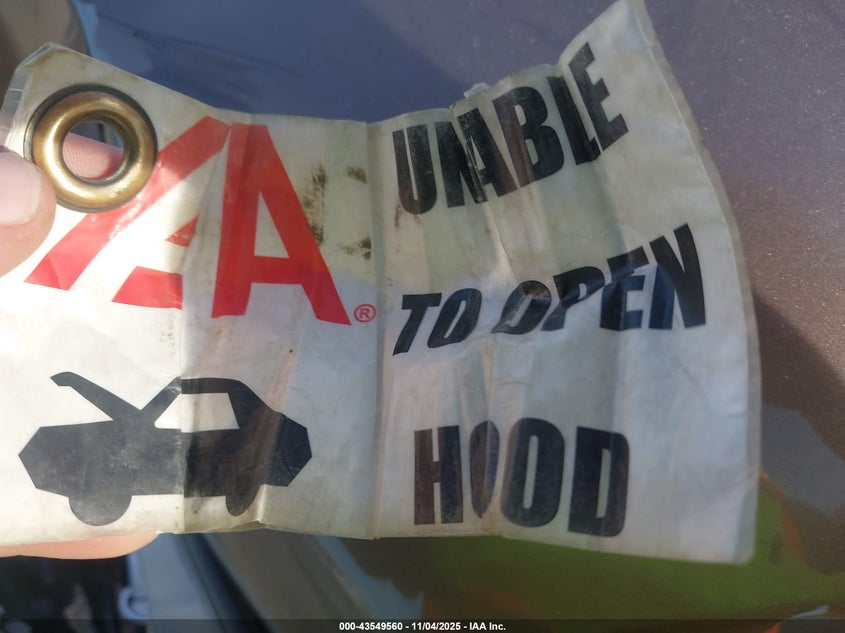 IAA®
UNABLE
TO OPEN
HOOD
000-43549560 - 11/04/2025 - IAA Inc.